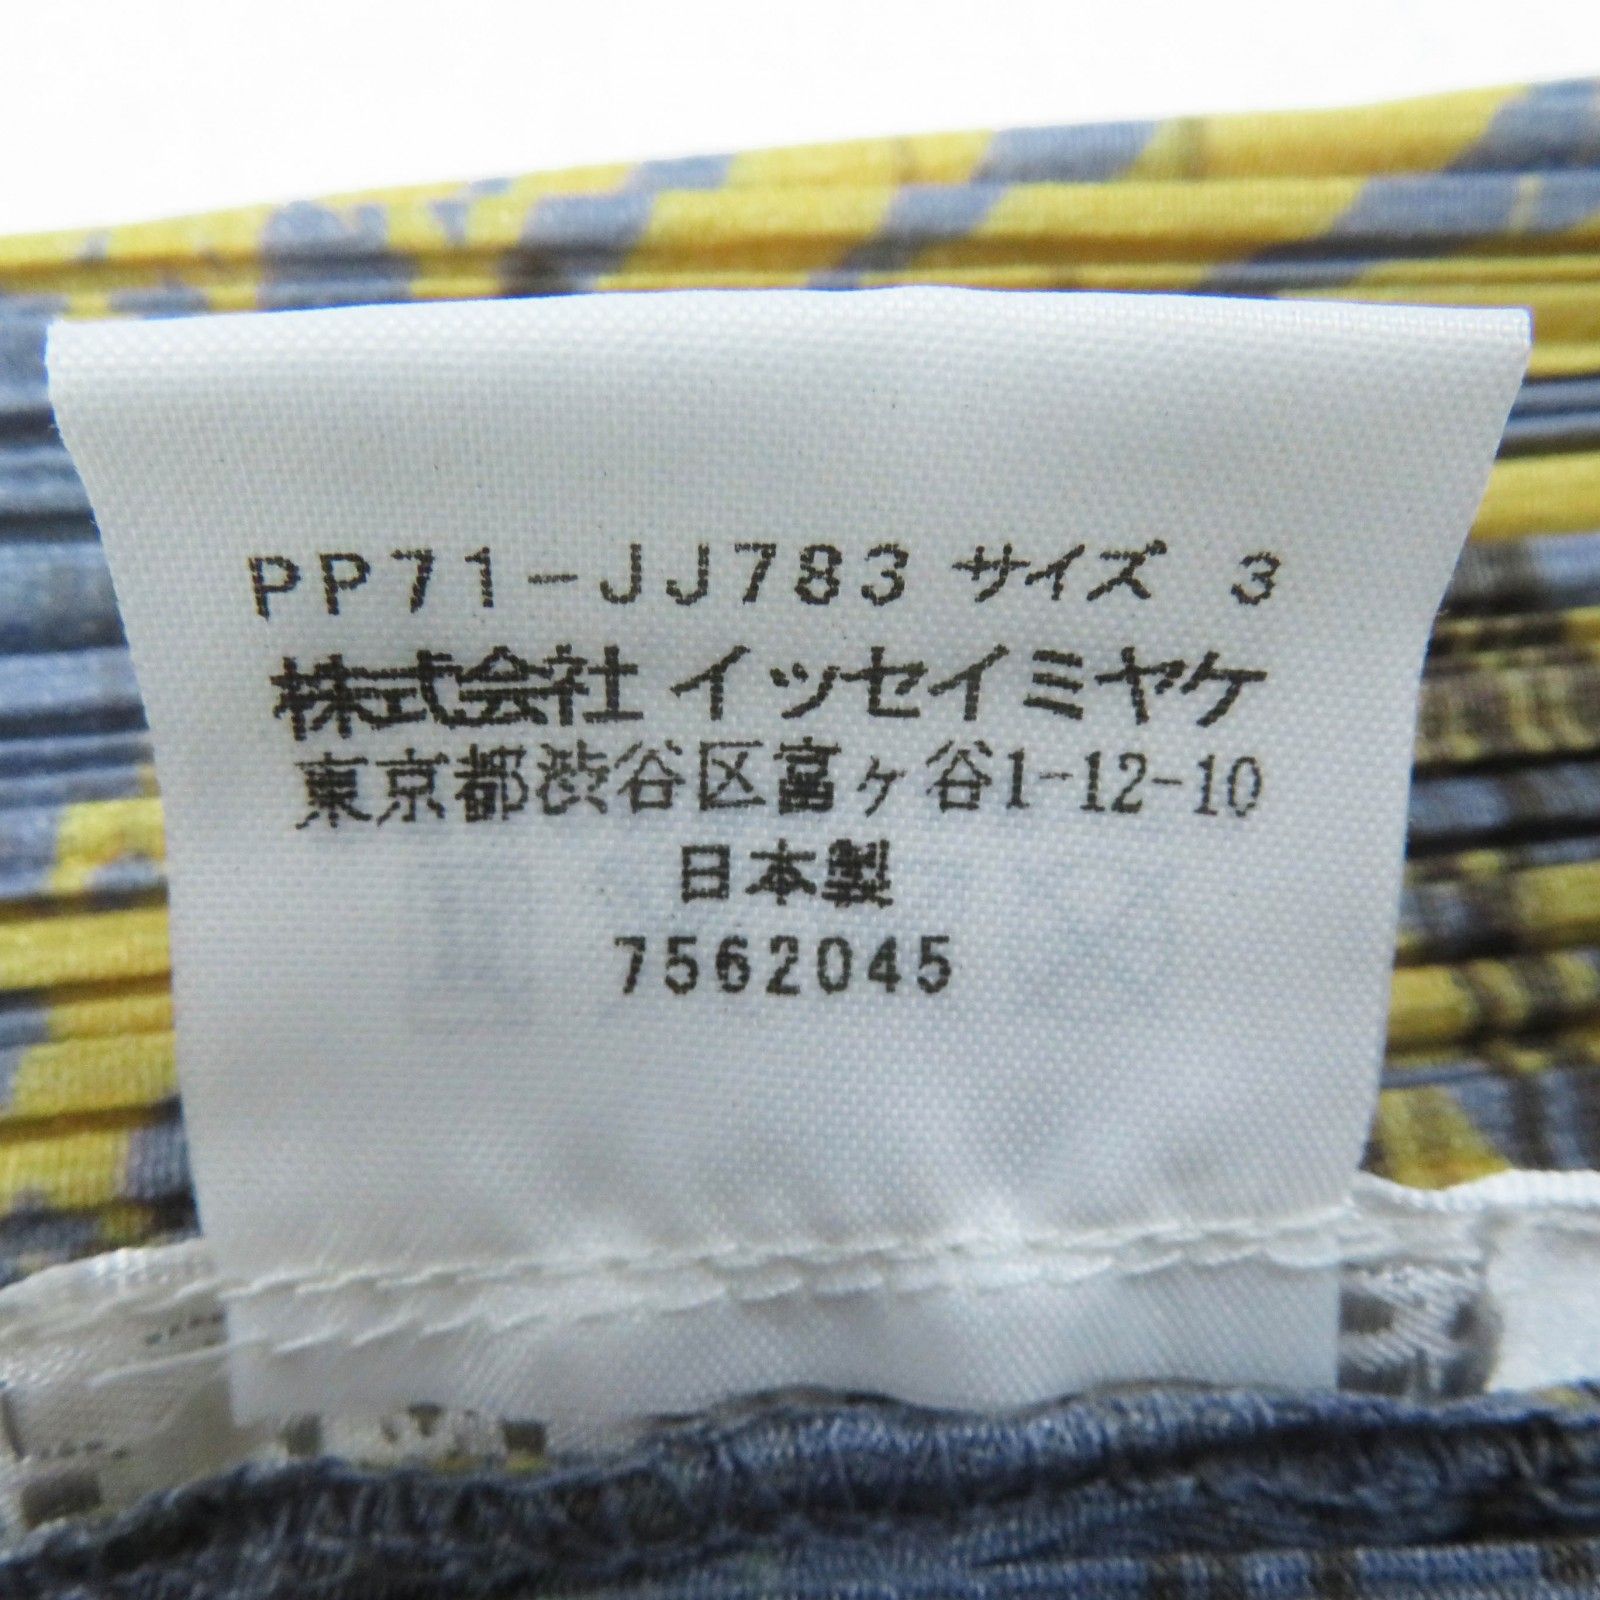 PP71-JJ783 サイズ 3
株式会社 イッセイミヤケ
東京都渋谷区富ヶ谷1-12-10
日本製
7562045